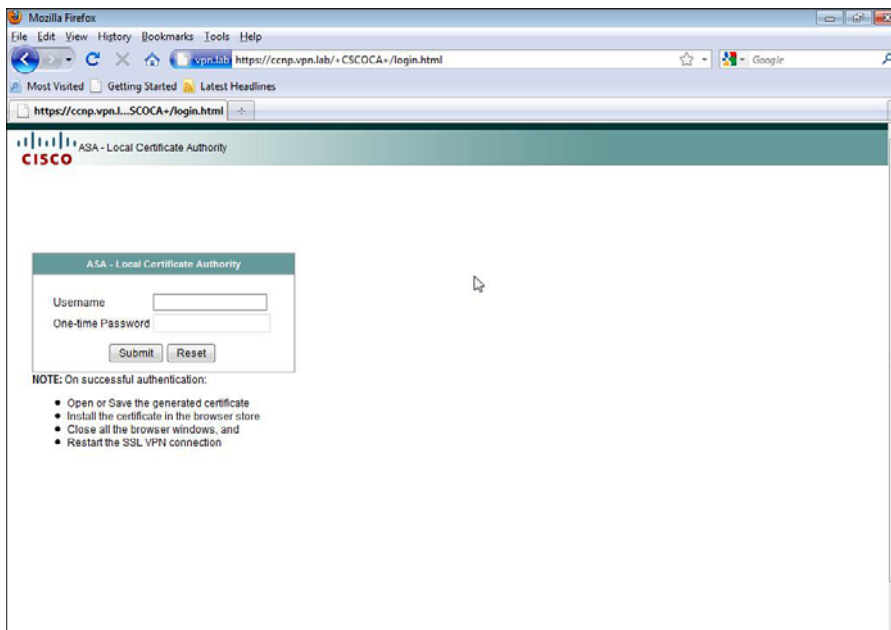 Mozilla Firefox
File Edit View History Bookmarks Tools Help
vpn.lab https://ccnp.vpn.lab/+CSCOCA+/login.html
Google
Most Visited Getting Started Latest Headlines
https://ccnp.vpn.l...SCOCA+/login.html
CISCO ASA - Local Certificate Authority
ASA - Local Certificate Authority
Username
One-time Password
Submit Reset
NOTE: On successful authentication:
● Open or Save the generated certificate
● Install the certificate in the browser store
● Close all the browser windows, and
● Restart the SSL VPN connection